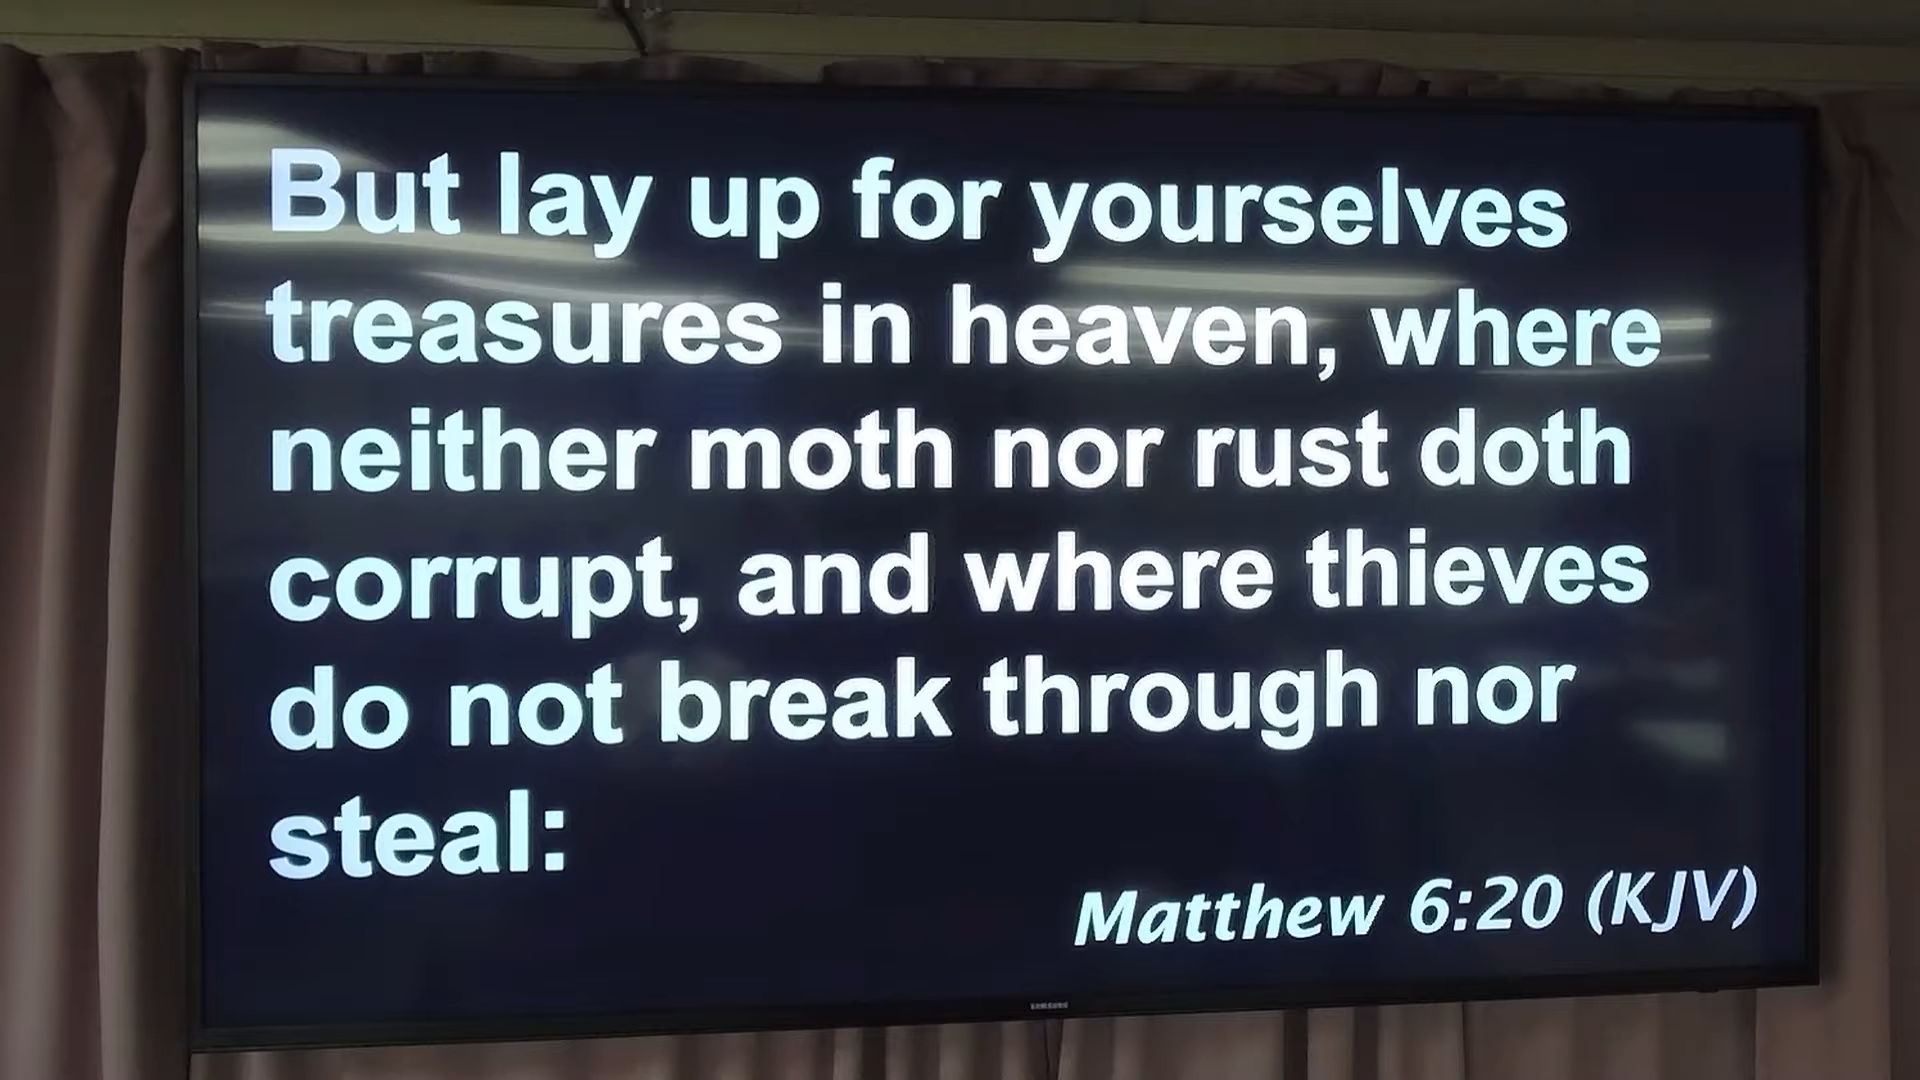 But lay up for yourselves
treasures in heaven, where
neither moth nor rust doth
corrupt, and where thieves
do not break through nor
steal:
Matthew 6:20 (KJV)
SAMSUNG